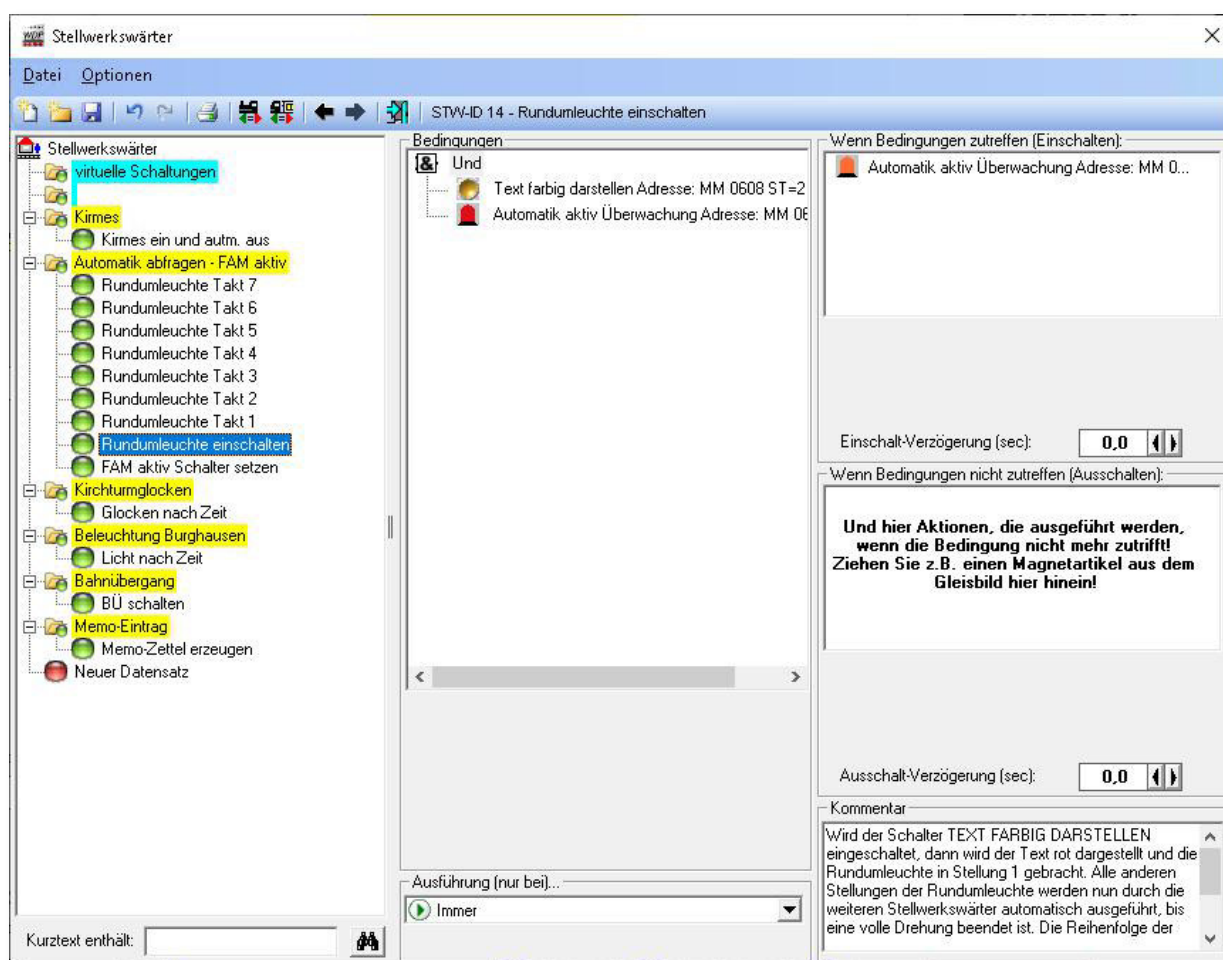 Stellwerkswärter
Datei Optionen
STW-ID 14 - Rundumleuchte einschalten
Stellwerkswärter
virtuelle Schaltungen
Kirmes
Kirmes ein und autm. aus
Automatik abfragen - FAM aktiv
Rundumleuchte Takt 7
Rundumleuchte Takt 6
Rundumleuchte Takt 5
Rundumleuchte Takt 4
Rundumleuchte Takt 3
Rundumleuchte Takt 2
Rundumleuchte Takt 1
Rundumleuchte einschalten
FAM aktiv Schalter setzen
Kirchturmglocken
Glocken nach Zeit
Beleuchtung Burghausen
Licht nach Zeit
Bahnübergang
BÜ schalten
Memo-Eintrag
Memo-Zettel erzeugen
Neuer Datensatz
Kurztext enthält:
Bedingungen
& Und
Text farbig darstellen Adresse: MM 0608 ST=2
Automatik aktiv Überwachung Adresse: MM 06
Ausführung (nur bei)...
Immer
Wenn Bedingungen zutreffen (Einschalten):
Automatik aktiv Überwachung Adresse: MM 0...
Einschalt-Verzögerung (sec): 0,0
Wenn Bedingungen nicht zutreffen (Ausschalten):
Und hier Aktionen, die ausgeführt werden,
wenn die Bedingung nicht mehr zutrifft!
Ziehen Sie z.B. einen Magnetartikel aus dem
Gleisbild hier hinein!
Ausschalt-Verzögerung (sec): 0,0
Kommentar
Wird der Schalter TEXT FARBIG DARSTELLEN
eingeschaltet, dann wird der Text rot dargestellt und die
Rundumleuchte in Stellung 1 gebracht. Alle anderen
Stellungen der Rundumleuchte werden nun durch die
weiteren Stellwerkswärter automatisch ausgeführt, bis
eine volle Drehung beendet ist. Die Reihenfolge der